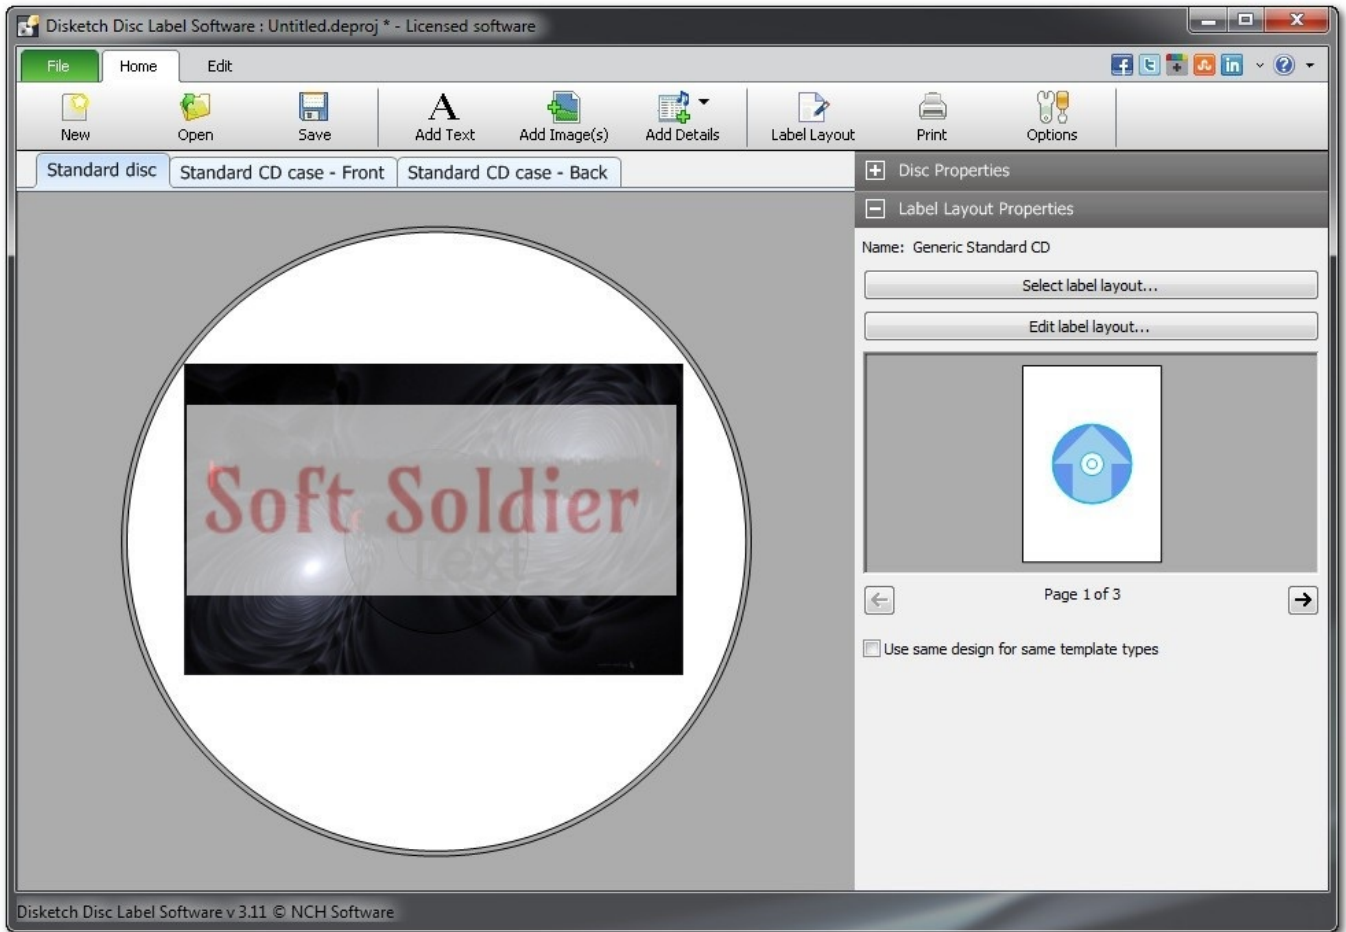 Disketch Disc Label Software : Untitled.deproj * - Licensed software
File Home Edit
New Open Save Add Text Add Image(s) Add Details Label Layout Print Options
Standard disc Standard CD case - Front Standard CD case - Back
Disc Properties
Label Layout Properties
Name: Generic Standard CD
Select label layout...
Edit label layout...
Soft Soldier
Text
Page 1 of 3
Use same design for same template types
Disketch Disc Label Software v 3.11 © NCH Software